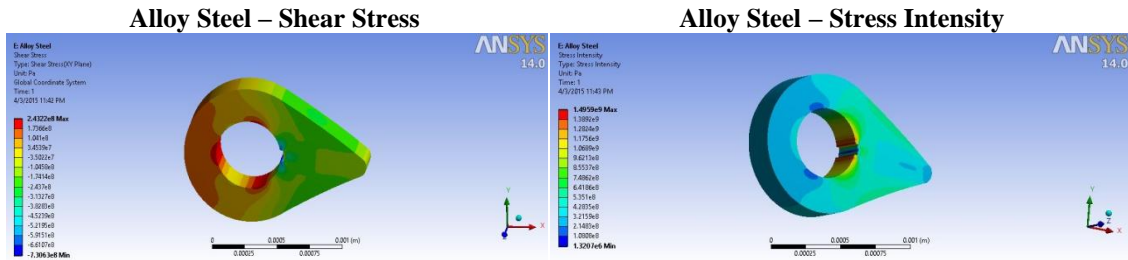 Alloy Steel – Shear Stress
E: Alloy Steel
Shear Stress
Type: Shear Stress(XY Plane)
Unit: Pa
Global Coordinate System
Time: 1
4/3/2015 11:42 PM
2.4322e8 Max
1.7366e8
1.041e8
3.4539e7
-3.5022e7
-1.0458e8
-1.7414e8
-2.437e8
-3.1327e8
-3.8283e8
-4.5239e8
-5.2195e8
-5.9151e8
-6.6107e8
-7.3063e8 Min
ANSYS
14.0
0 0.0005 0.001 (m)
0.00025 0.00075
Y
X
Alloy Steel – Stress Intensity
E: Alloy Steel
Stress Intensity
Type: Stress Intensity
Unit: Pa
Time: 1
4/3/2015 11:43 PM
1.4959e9 Max
1.3892e9
1.2824e9
1.1756e9
1.0689e9
9.6213e8
8.5537e8
7.4862e8
6.4186e8
5.351e8
4.2835e8
3.2159e8
2.1483e8
1.0808e8
1.3207e6 Min
ANSYS
14.0
0 0.0005 0.001 (m)
0.00025 0.00075
Y
Z
X